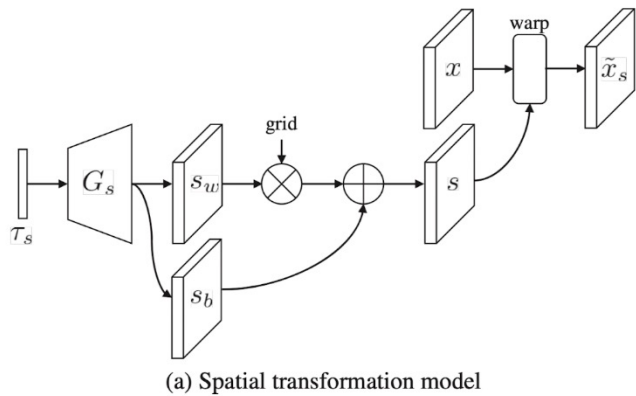 warp
x
x̃_s
grid
τ_s
G_s
s_w
s
s_b
(a) Spatial transformation model